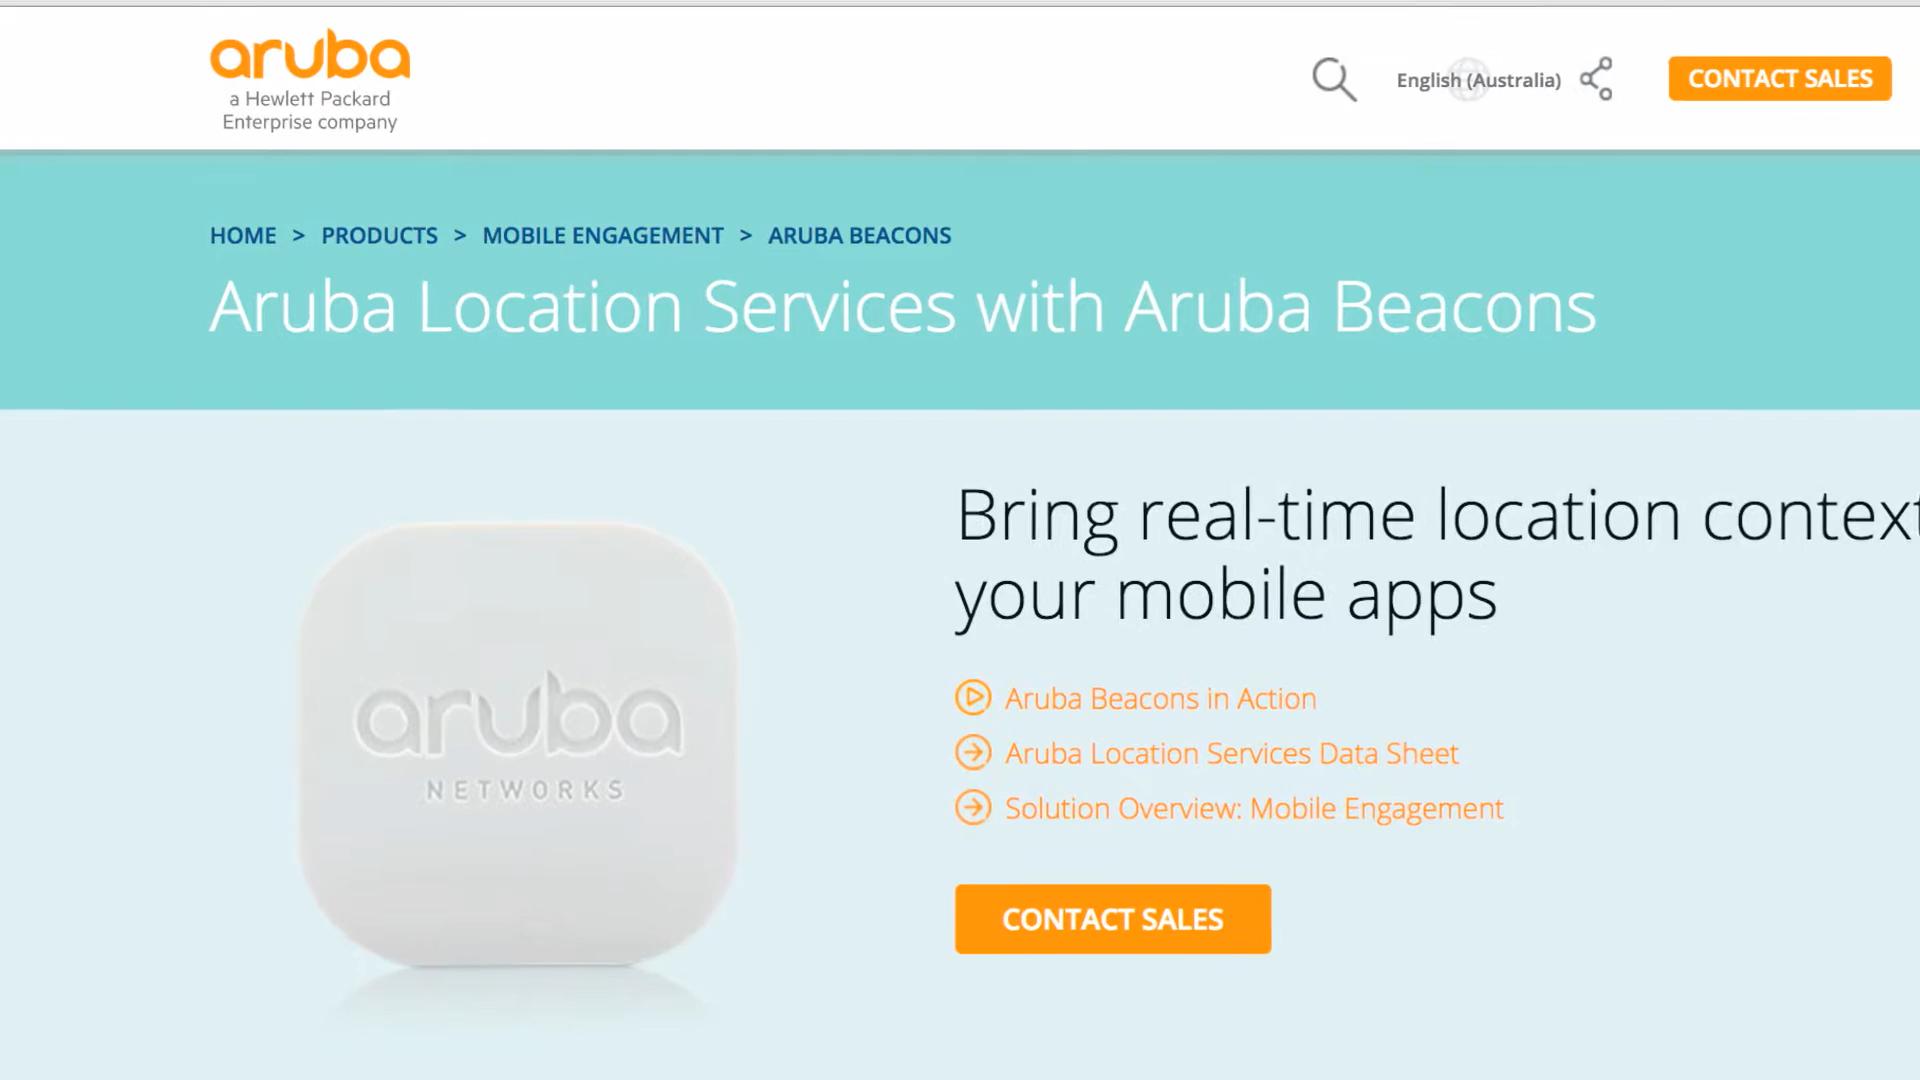 aruba
a Hewlett Packard
Enterprise company
English (Australia)
CONTACT SALES
HOME > PRODUCTS > MOBILE ENGAGEMENT > ARUBA BEACONS
Aruba Location Services with Aruba Beacons
aruba
NETWORKS
Bring real-time location context
your mobile apps
Aruba Beacons in Action
Aruba Location Services Data Sheet
Solution Overview: Mobile Engagement
CONTACT SALES